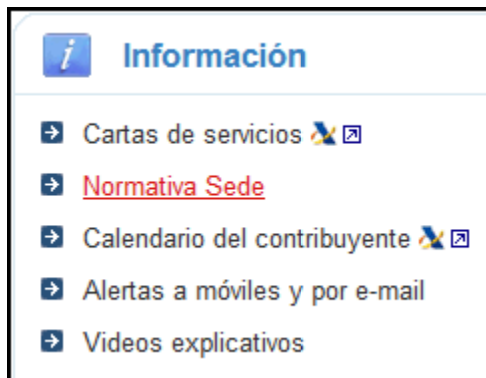 Información
Cartas de servicios
Normativa Sede
Calendario del contribuyente
Alertas a móviles y por e-mail
Videos explicativos